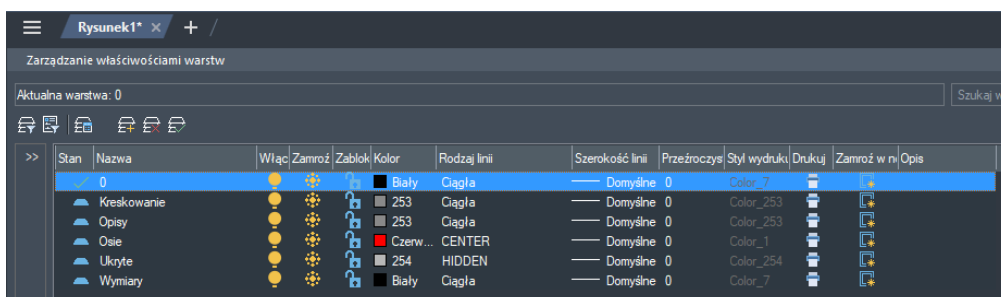 Rysunek1*
Zarządzanie właściwościami warstw
Aktualna warstwa: 0
Szukaj w
>> Stan Nazwa Włąc Zamroź Zablok Kolor Rodzaj linii Szerokość linii Przeźroczys Styl wydruku Drukuj Zamroź w n Opis
0 Biały Ciągła Domyślne 0 Color_7
Kreskowanie 253 Ciągła Domyślne 0 Color_253
Opisy 253 Ciągła Domyślne 0 Color_253
Osie Czerw... CENTER Domyślne 0 Color_1
Ukryte 254 HIDDEN Domyślne 0 Color_254
Wymiary Biały Ciągła Domyślne 0 Color_7